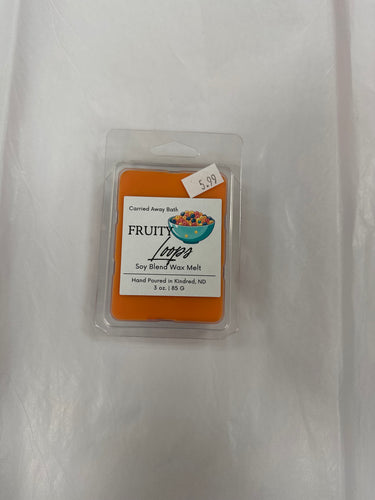 5.99
Carried Away Bath
FRUITY
Loops
Soy Blend Wax Melt
Hand Poured in Kindred, ND
3 oz. | 85 G